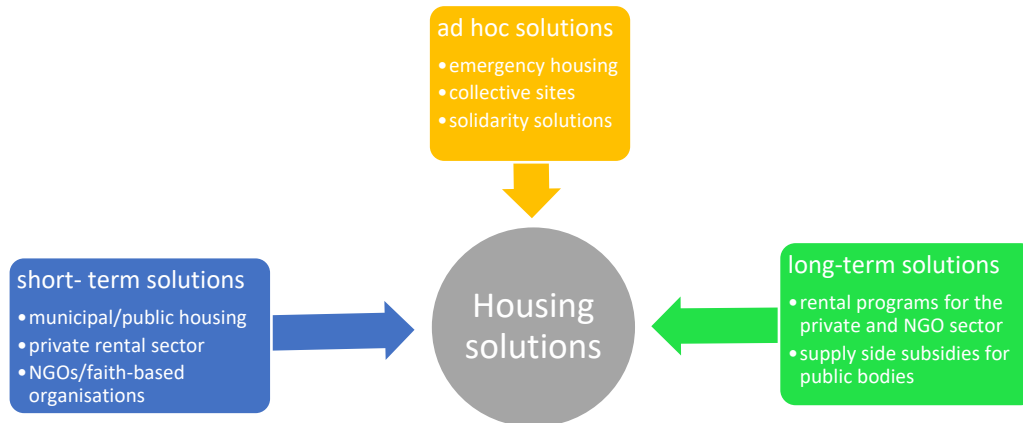 ad hoc solutions
•emergency housing
•collective sites
•solidarity solutions
short- term solutions
•municipal/public housing
•private rental sector
•NGOs/faith-based
organisations
Housing
solutions
long-term solutions
•rental programs for the
private and NGO sector
•supply side subsidies for
public bodies